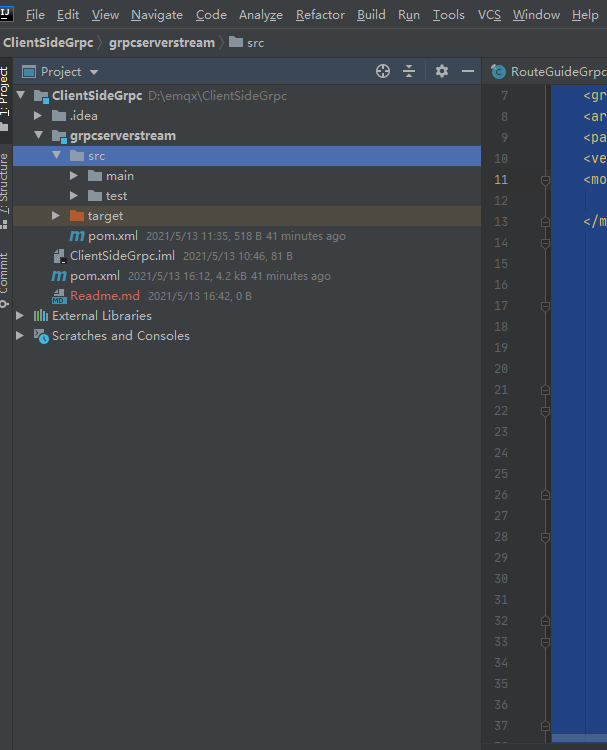 IJ File Edit View Navigate Code Analyze Refactor Build Run Tools VCS Window Help
ClientSideGrpc grpcserverstream src
1: Project
Z: Structure
Commit
Project
RouteGuideGrpc
ClientSideGrpc D:\emqx\ClientSideGrpc
.idea
grpcserverstream
src
main
test
target
pom.xml 2021/5/13 11:35, 518 B 41 minutes ago
ClientSideGrpc.iml 2021/5/13 10:46, 81 B
pom.xml 2021/5/13 16:12, 4.2 kB 41 minutes ago
MD Readme.md 2021/5/13 16:42, 0 B
External Libraries
Scratches and Consoles
7 <gr
8 <ar
9 <pa
10 <ve
11 <mo
12
13 </m
14
15
16
17
18
19
20
21
22
23
24
25
26
27
28
29
30
31
32
33
34
35
36
37